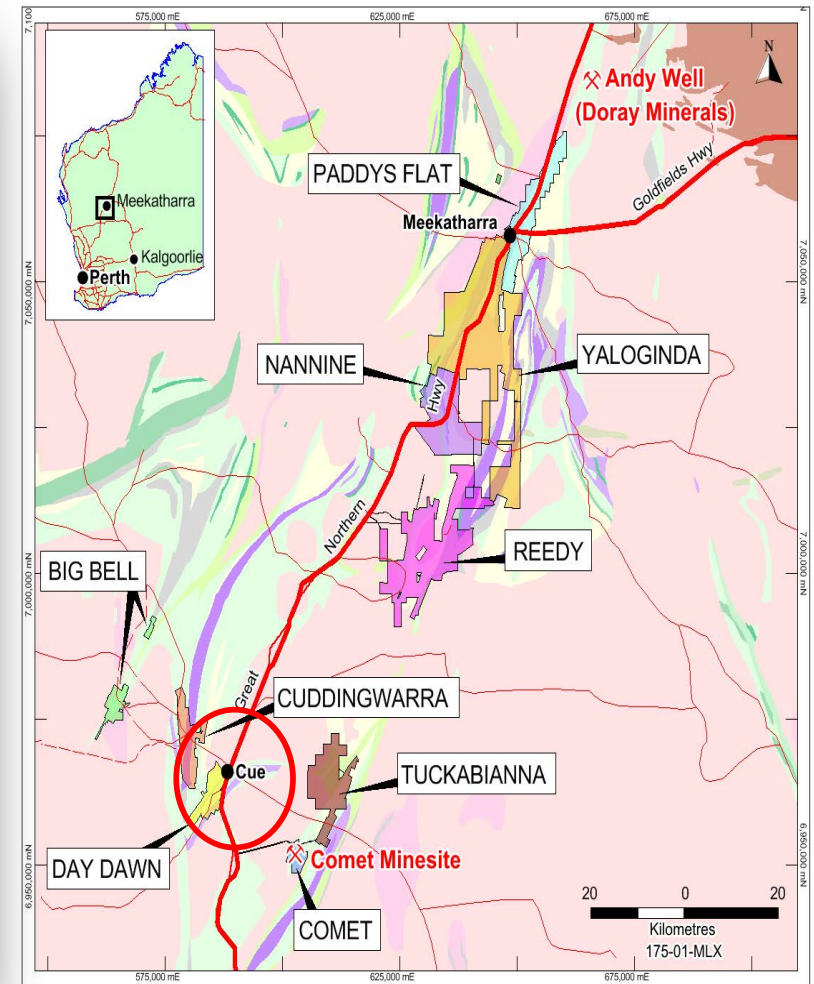 575,000 mE
625,000 mE
675,000 mE
7,100
N
Andy Well
(Doray Minerals)
PADDYS FLAT
Goldfields Hwy
Meekatharra
Meekatharra
Kalgoorlie
Perth
7,050,000 mN
7,050,000 mN
NANNINE
YALOGINDA
Hwy
Northern
REEDY
7,000,000 mN
7,000,000 mN
BIG BELL
Great
CUDDINGWARRA
Cue
TUCKABIANNA
DAY DAWN
Comet Minesite
6,950,000 mN
6,950,000 mN
COMET
20 0 20
Kilometres
175-01-MLX
575,000 mE
625,000 mE
675,000 mE